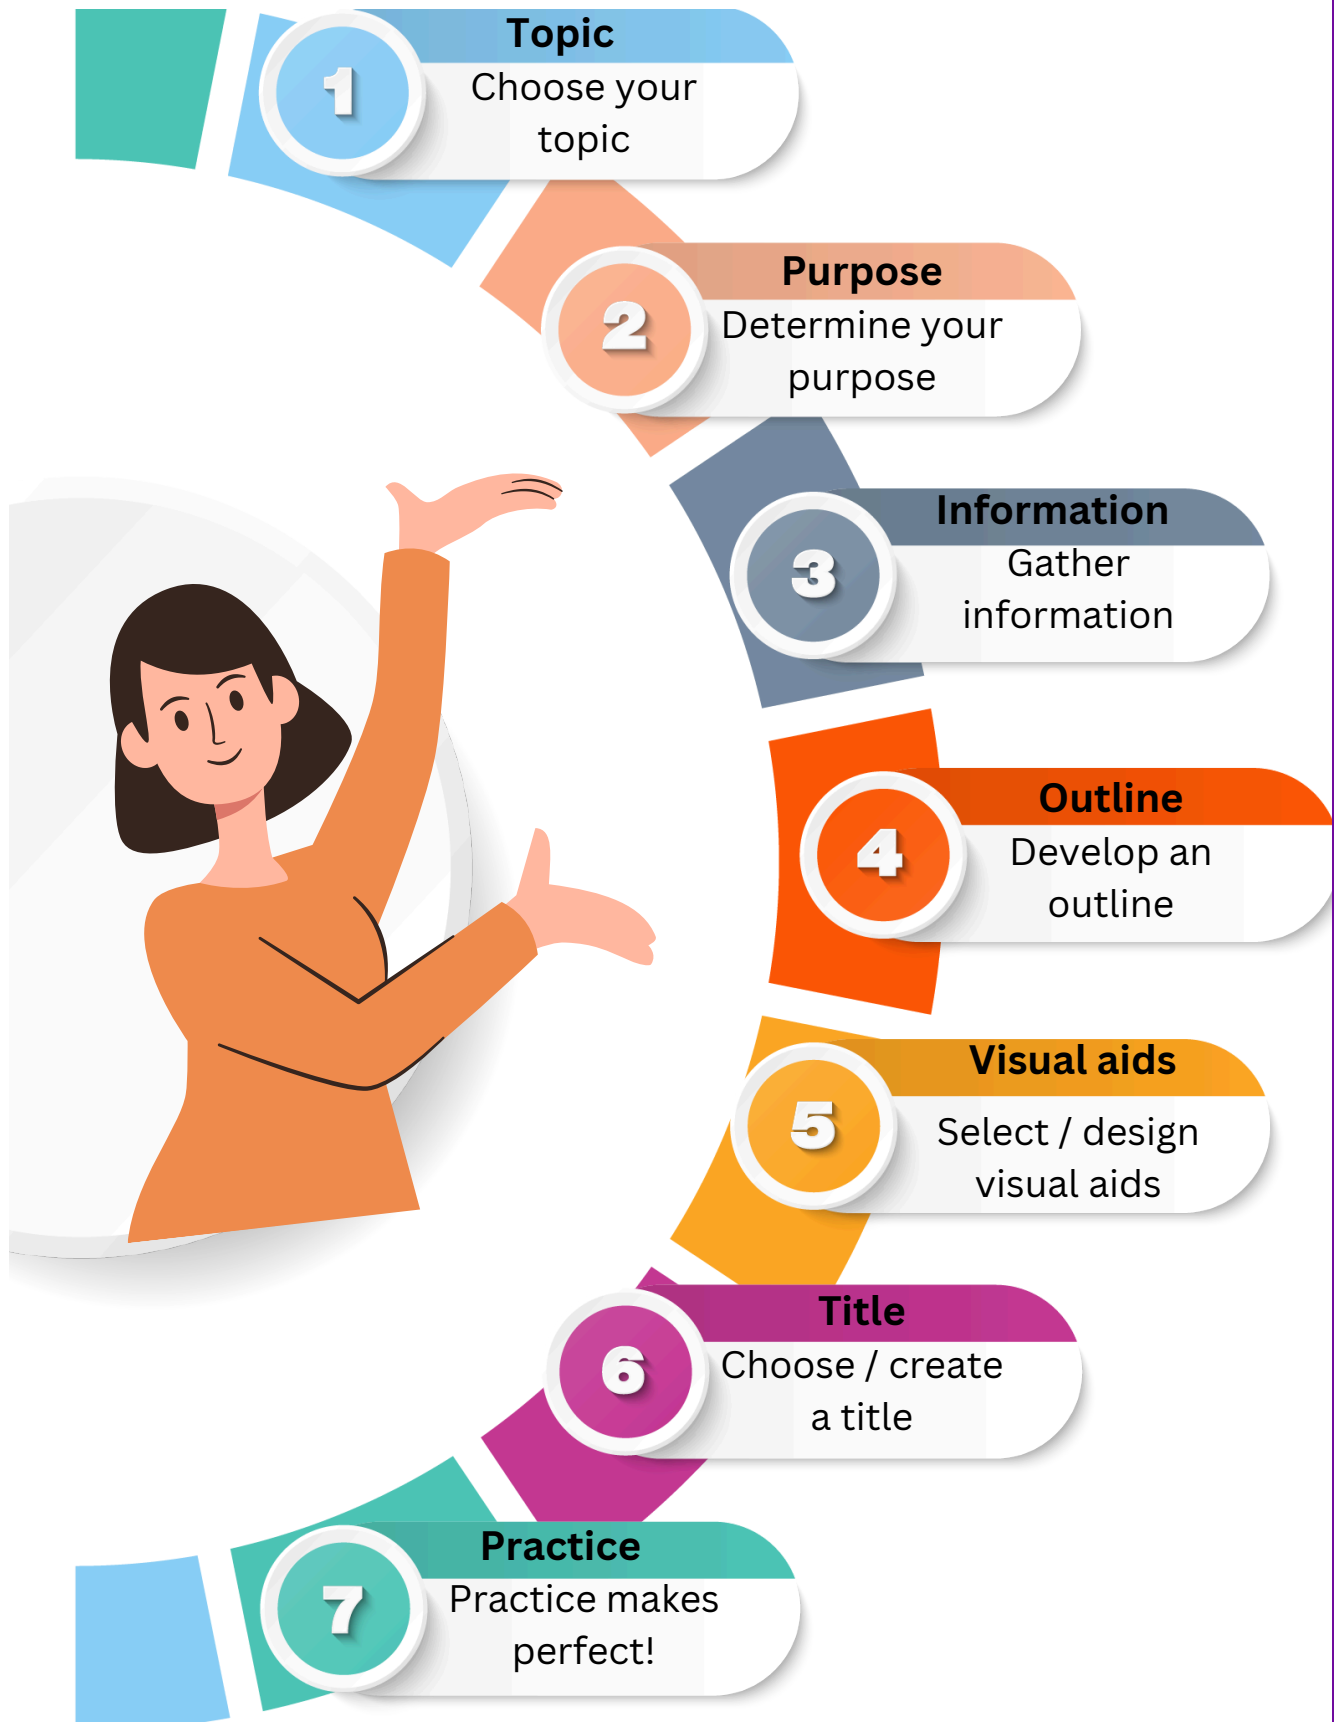 1
Topic
Choose your
topic
2
Purpose
Determine your
purpose
3
Information
Gather
information
4
Outline
Develop an
outline
5
Visual aids
Select / design
visual aids
6
Title
Choose / create
a title
7
Practice
Practice makes
perfect!